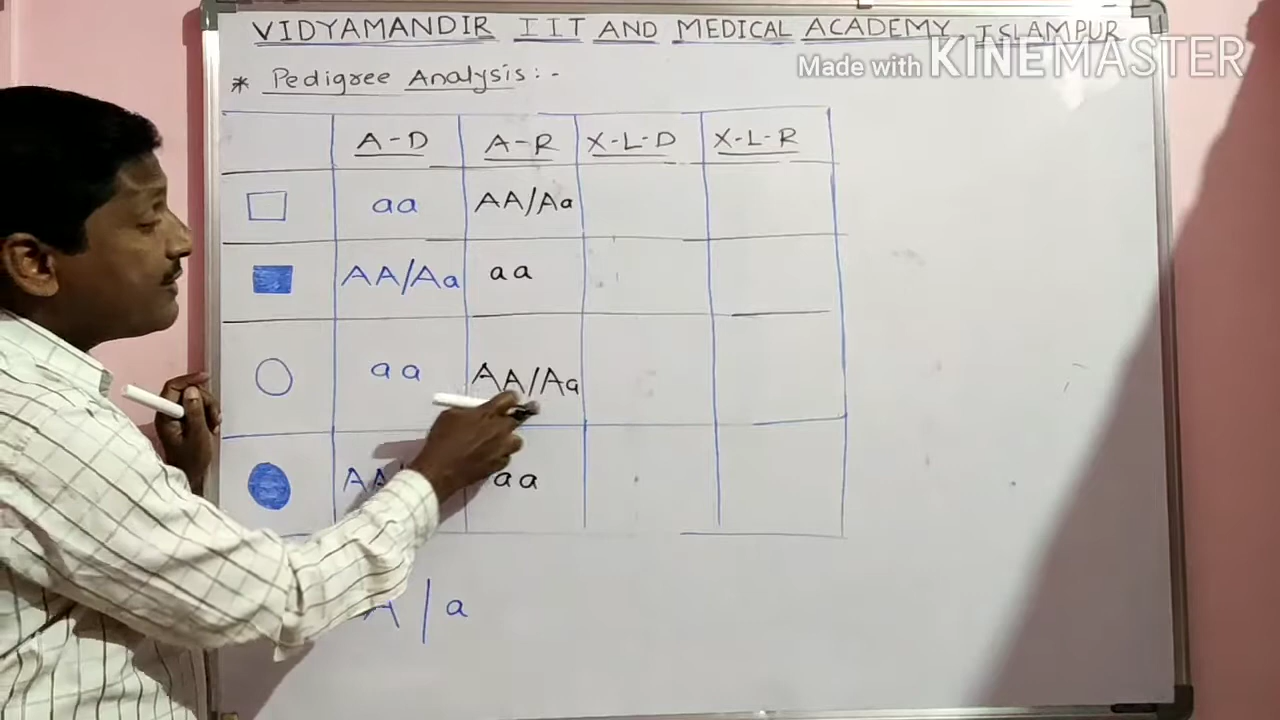 VIDYAMANDIR IIT AND MEDICAL ACADEMY, ISLAMPUR
Made with KINEMASTER
* Pedigree Analysis:-
A-D A-R X-L-D X-L-R
aa AA/Aa
AA/Aa aa
aa AA/Aa
AA aa
A | a